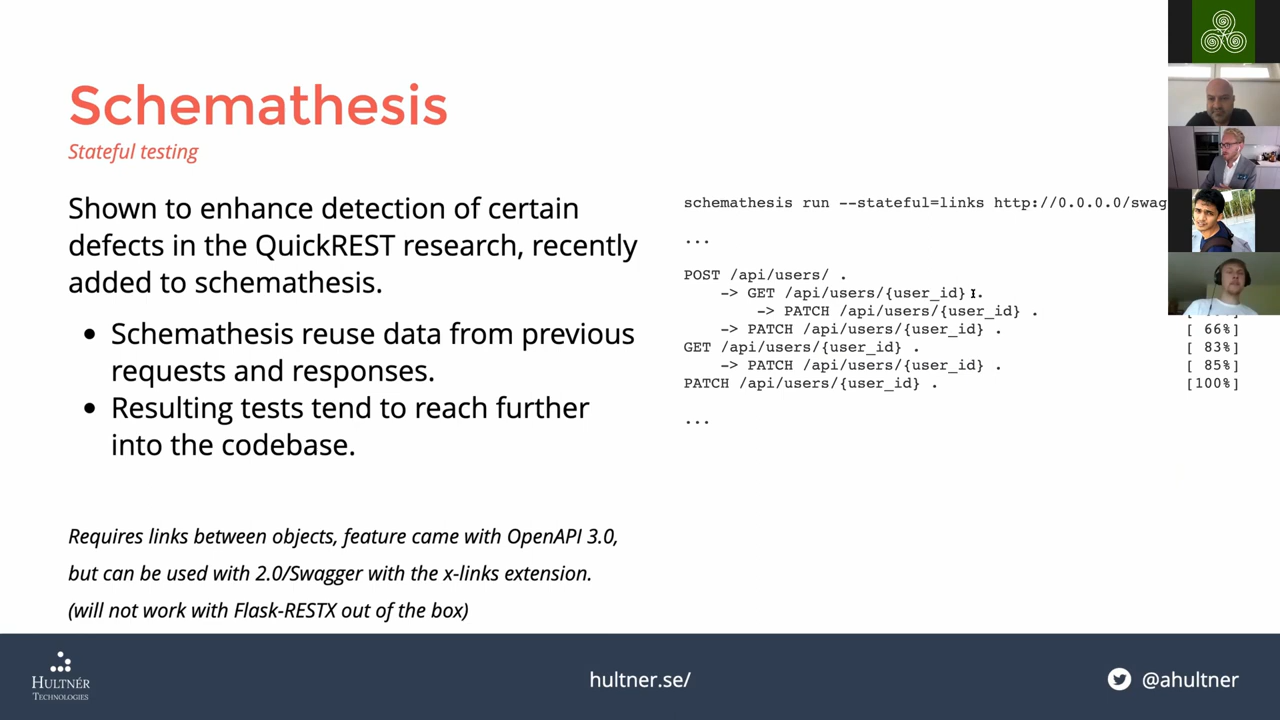 Schemathesis
Stateful testing
Shown to enhance detection of certain
defects in the QuickREST research, recently
added to schemathesis.
• Schemathesis reuse data from previous
requests and responses.
• Resulting tests tend to reach further
into the codebase.
Requires links between objects, feature came with OpenAPI 3.0,
but can be used with 2.0/Swagger with the x-links extension.
(will not work with Flask-RESTX out of the box)
schemathesis run --stateful=links http://0.0.0.0/swag
...
POST /api/users/ .
-> GET /api/users/{user_id} .
-> PATCH /api/users/{user_id} .
-> PATCH /api/users/{user_id} . [ 66%]
GET /api/users/{user_id} . [ 83%]
-> PATCH /api/users/{user_id} . [ 85%]
PATCH /api/users/{user_id} . [100%]
...
HULTNÉR
TECHNOLOGIES
hultner.se/
@ahultner